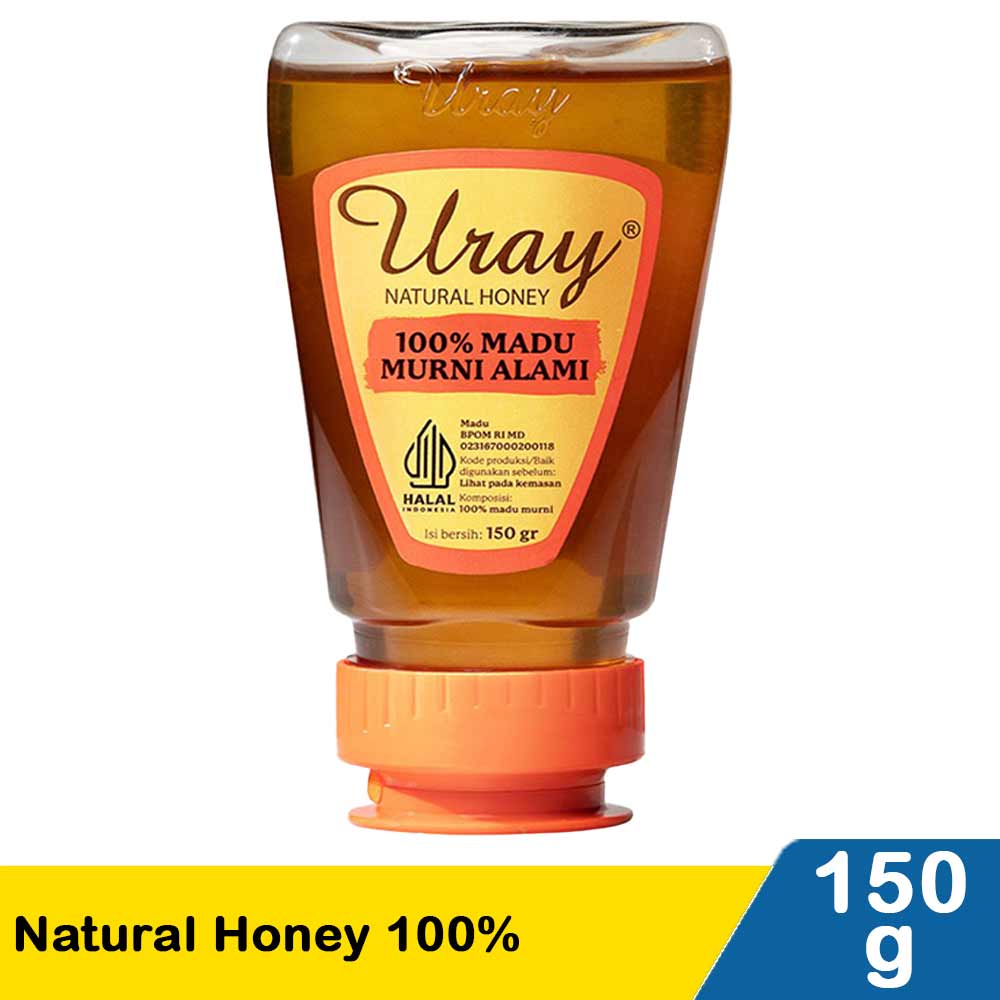 Uray
Uray®
NATURAL HONEY
100% MADU
MURNI ALAMI
Madu
BPOM RI MD
023167000200118
Kode produksi/Baik
digunakan sebelum:
Lihat pada kemasan
HALAL
INDONESIA
Komposisi:
100% madu murni
Isi bersih: 150 gr
Natural Honey 100%
150
g